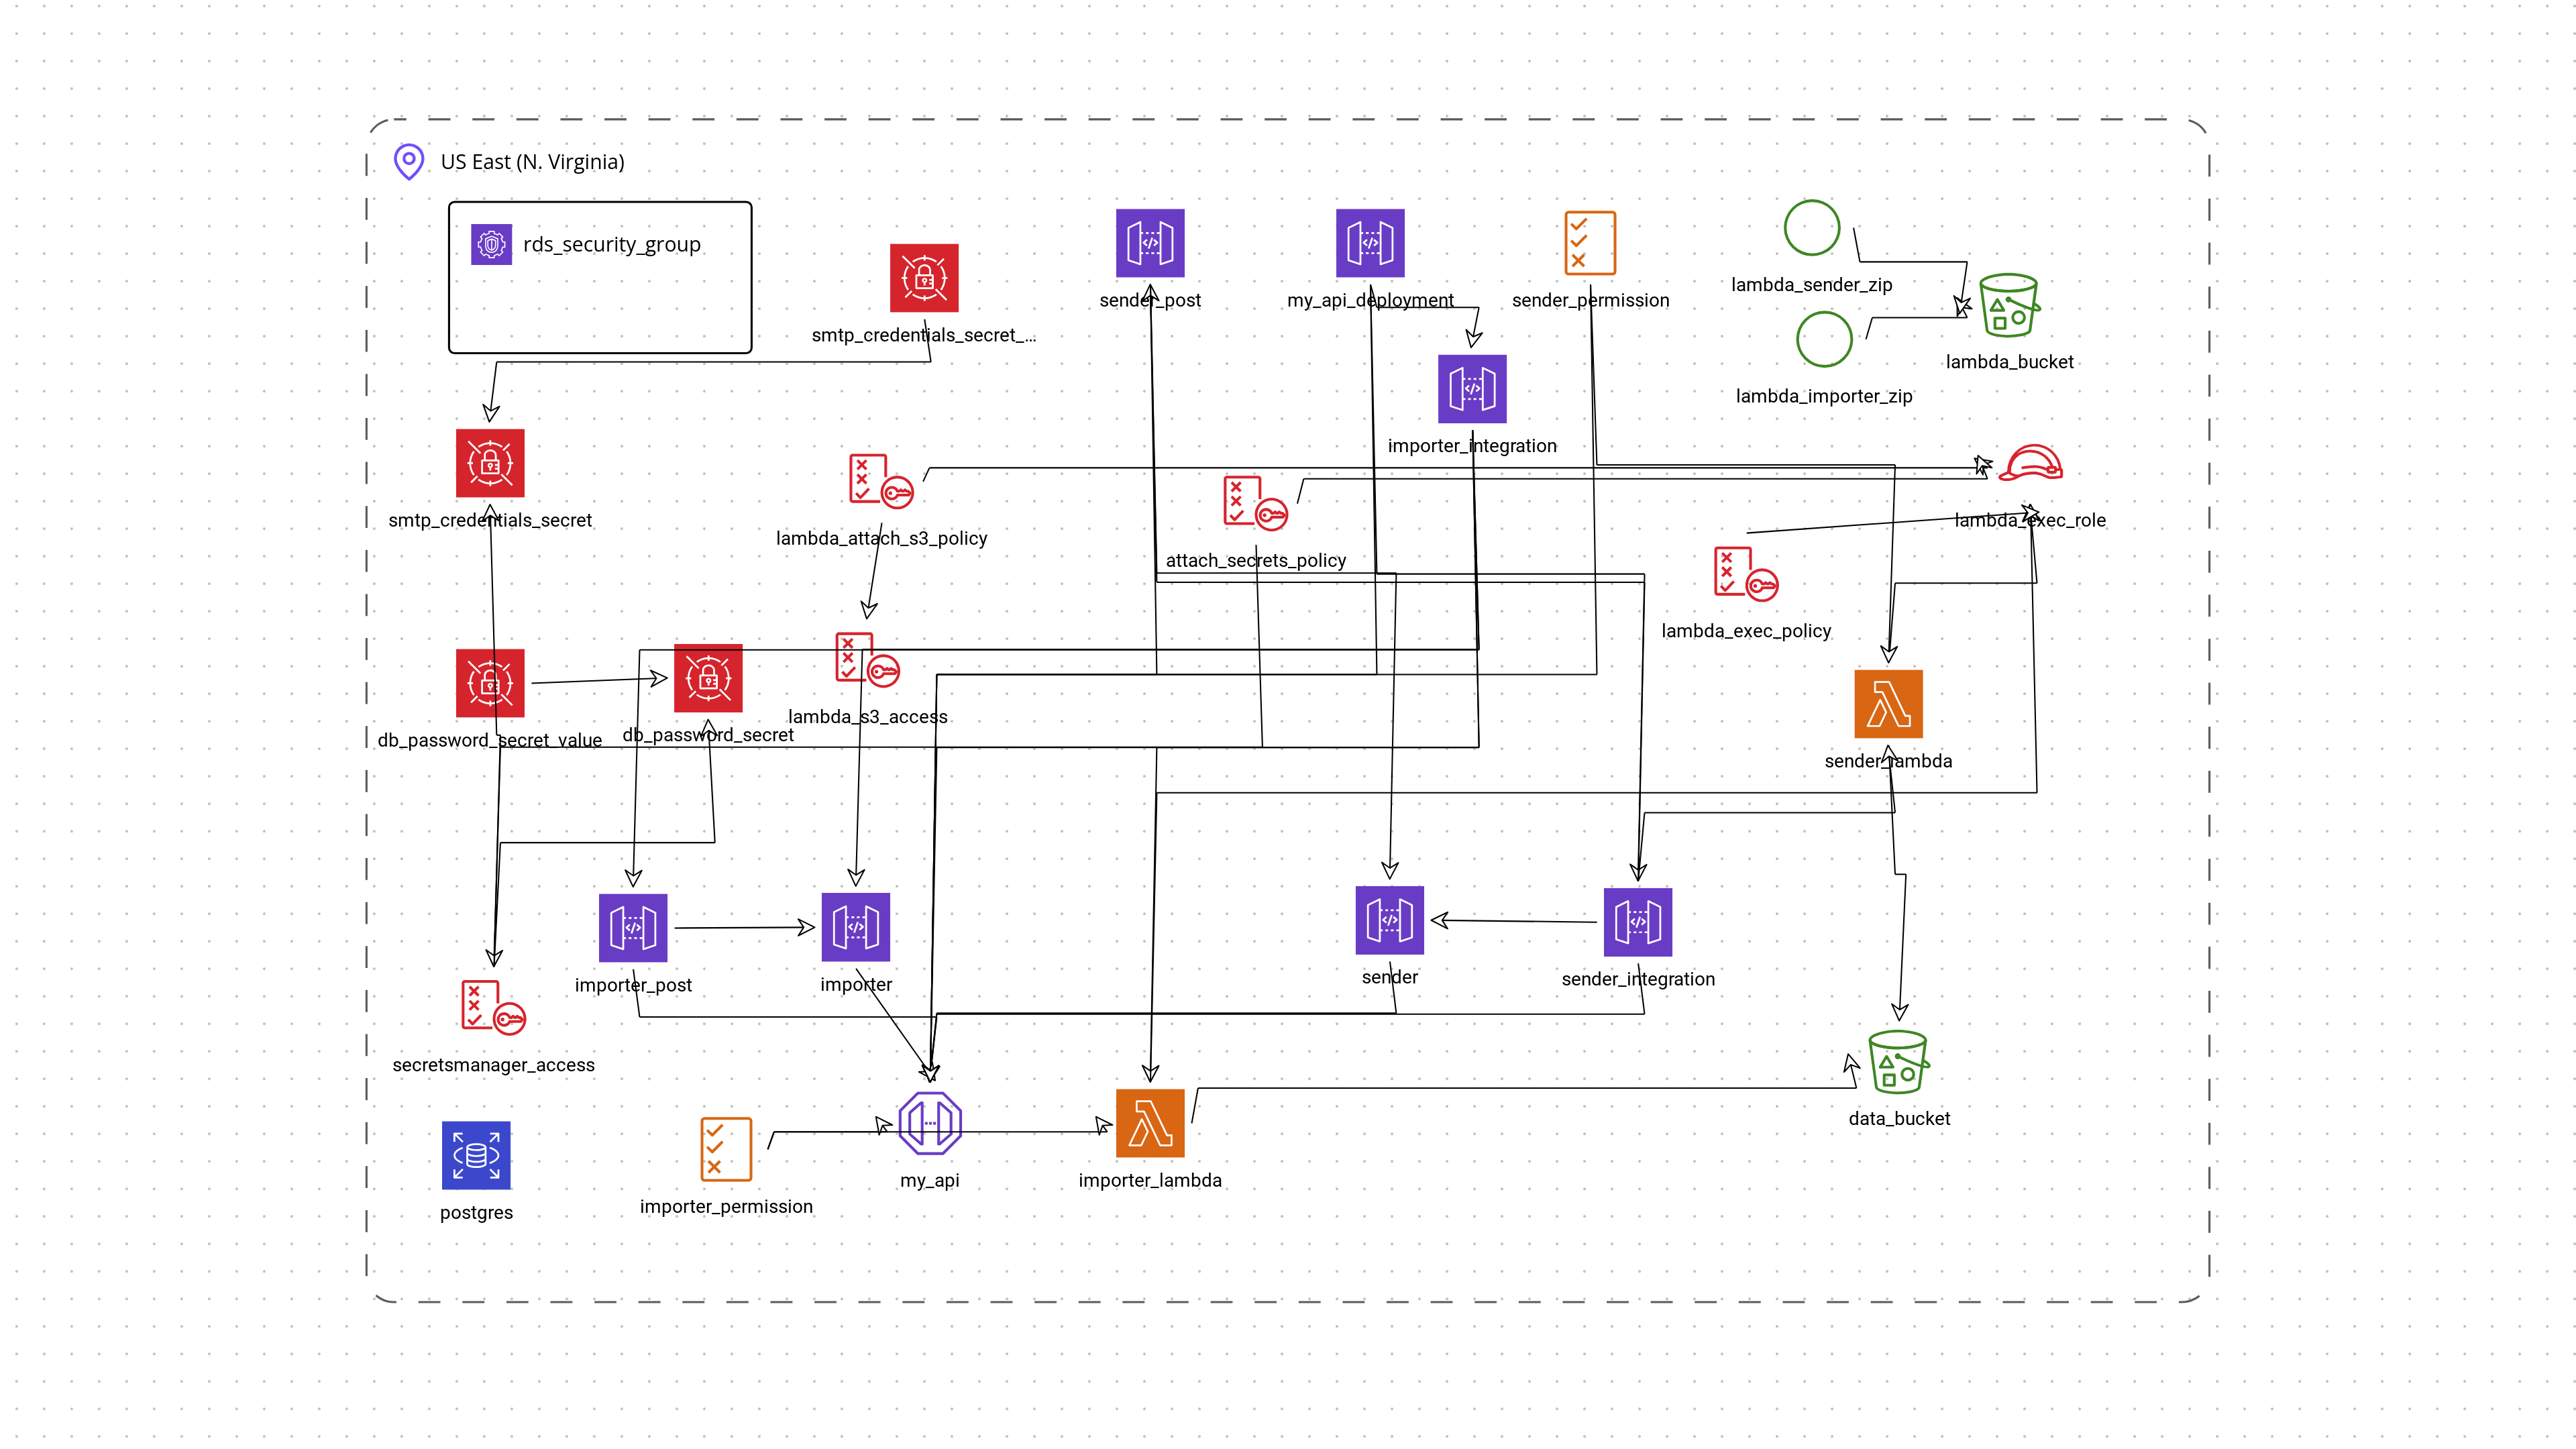 US East (N. Virginia)
rds_security_group
smtp_credentials_secret_...
sender_post
my_api_deployment
sender_permission
lambda_sender_zip
lambda_bucket
lambda_importer_zip
importer_integration
smtp_credentials_secret
lambda_attach_s3_policy
attach_secrets_policy
lambda_exec_role
lambda_exec_policy
db_password_secret_value
db_password_secret
lambda_s3_access
sender_lambda
importer_post
importer
sender
sender_integration
secretsmanager_access
data_bucket
postgres
importer_permission
my_api
importer_lambda